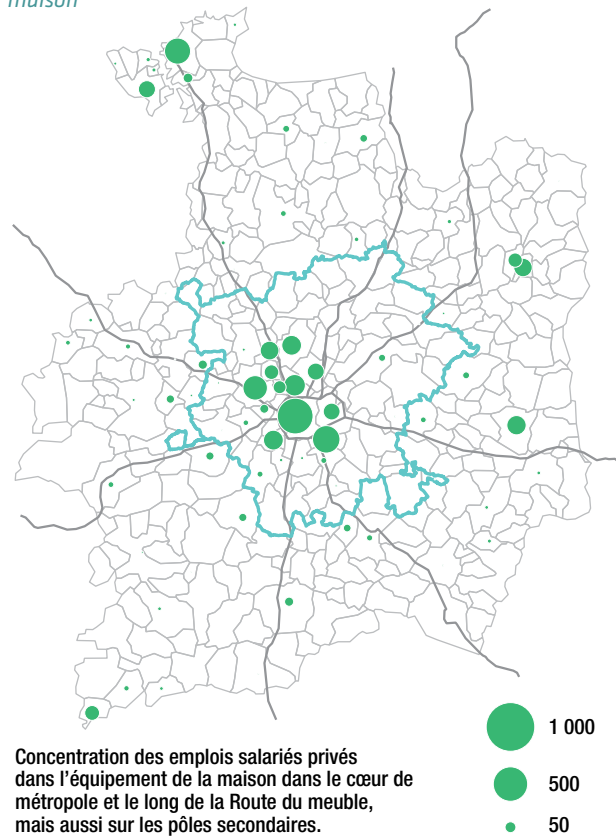 maison
Concentration des emplois salariés privés
dans l'équipement de la maison dans le cœur de
métropole et le long de la Route du meuble,
mais aussi sur les pôles secondaires.
1 000
500
50